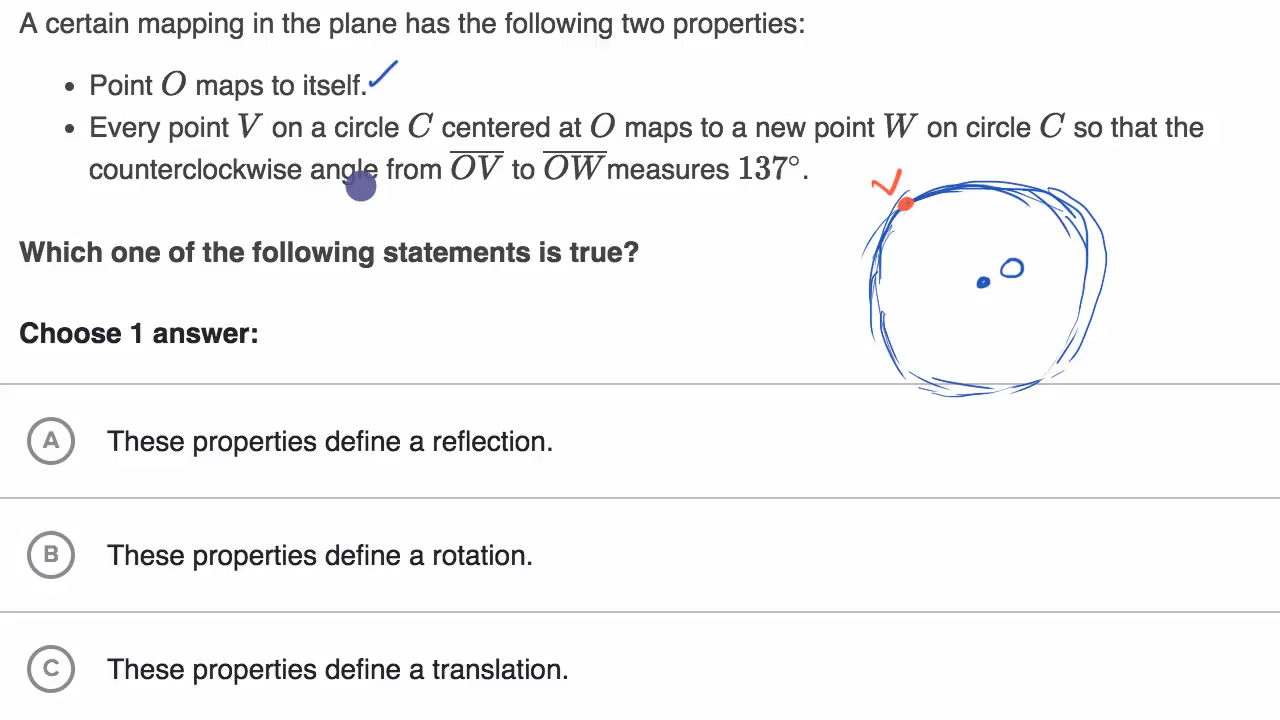 A certain mapping in the plane has the following two properties:
• Point O maps to itself.
• Every point V on a circle C centered at O maps to a new point W on circle C so that the
counterclockwise angle from OV to OW measures 137°.
V
O
Which one of the following statements is true?
Choose 1 answer:
A These properties define a reflection.
B These properties define a rotation.
C These properties define a translation.